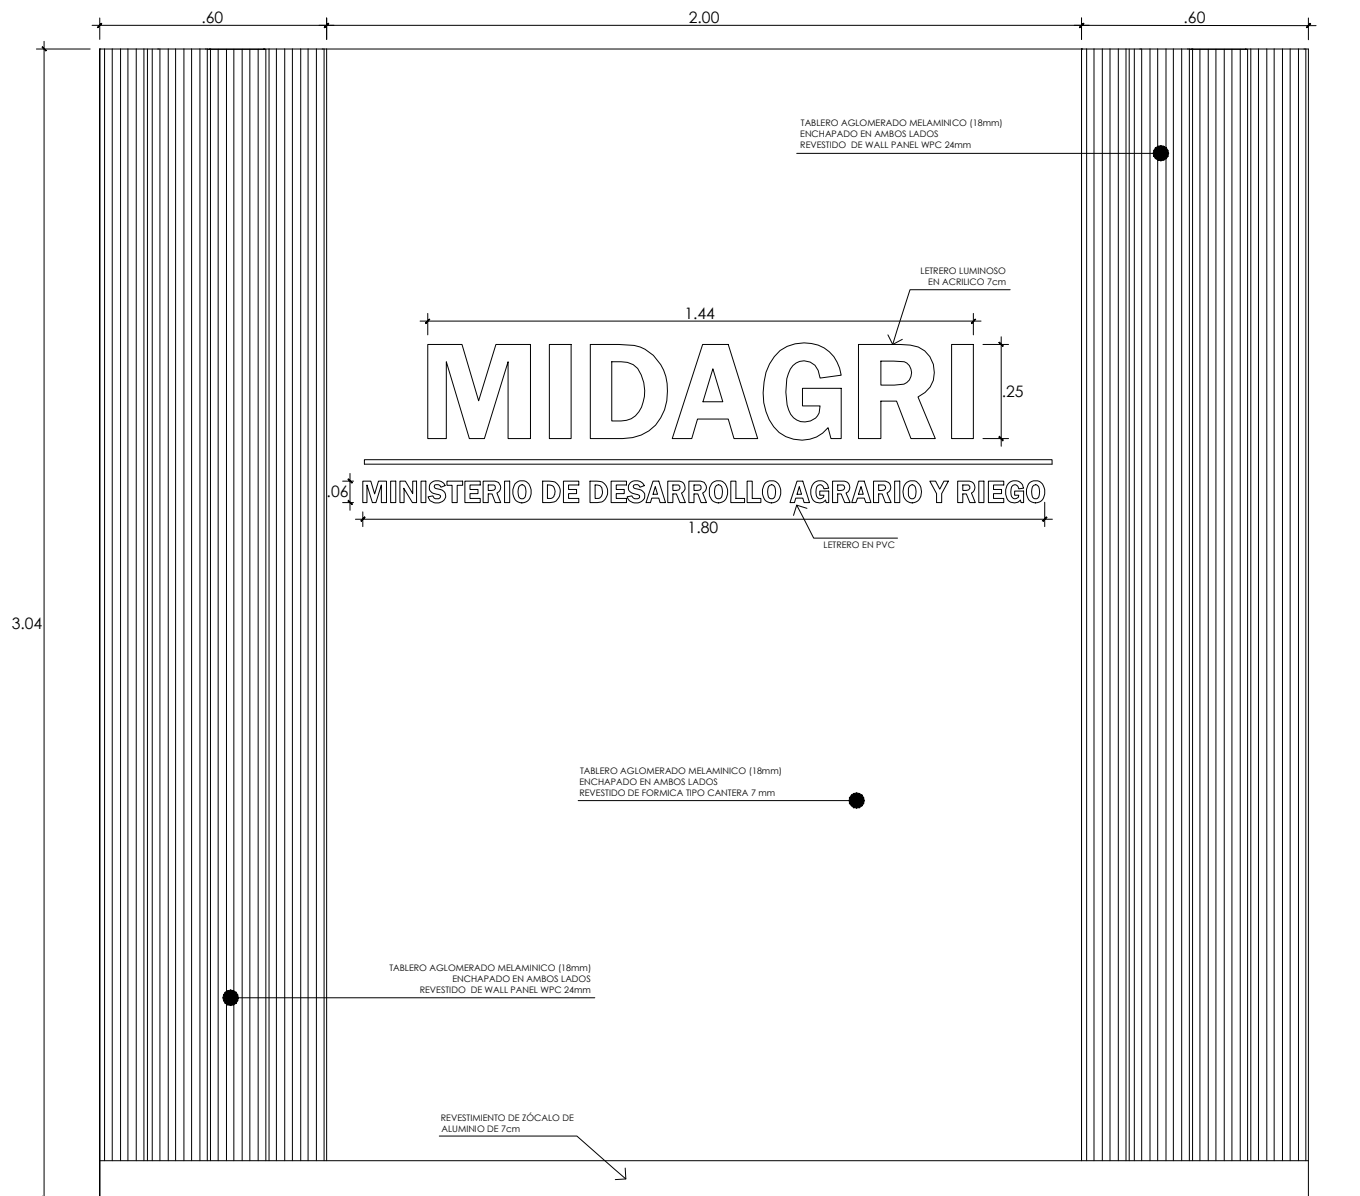 .60
2.00
.60
TABLERO AGLOMERADO MELAMINICO (18mm)
ENCHAPADO EN AMBOS LADOS
REVESTIDO DE WALL PANEL WPC 24mm
LETRERO LUMINOSO
EN ACRILICO 7cm
1.44
MIDAGRI
.25
.06
MINISTERIO DE DESARROLLO AGRARIO Y RIEGO
1.80
LETRERO EN PVC
3.04
TABLERO AGLOMERADO MELAMINICO (18mm)
ENCHAPADO EN AMBOS LADOS
REVESTIDO DE FORMICA TIPO CANTERA 7 mm
TABLERO AGLOMERADO MELAMINICO (18mm)
ENCHAPADO EN AMBOS LADOS
REVESTIDO DE WALL PANEL WPC 24mm
REVESTIMIENTO DE ZÓCALO DE
ALUMINIO DE 7cm